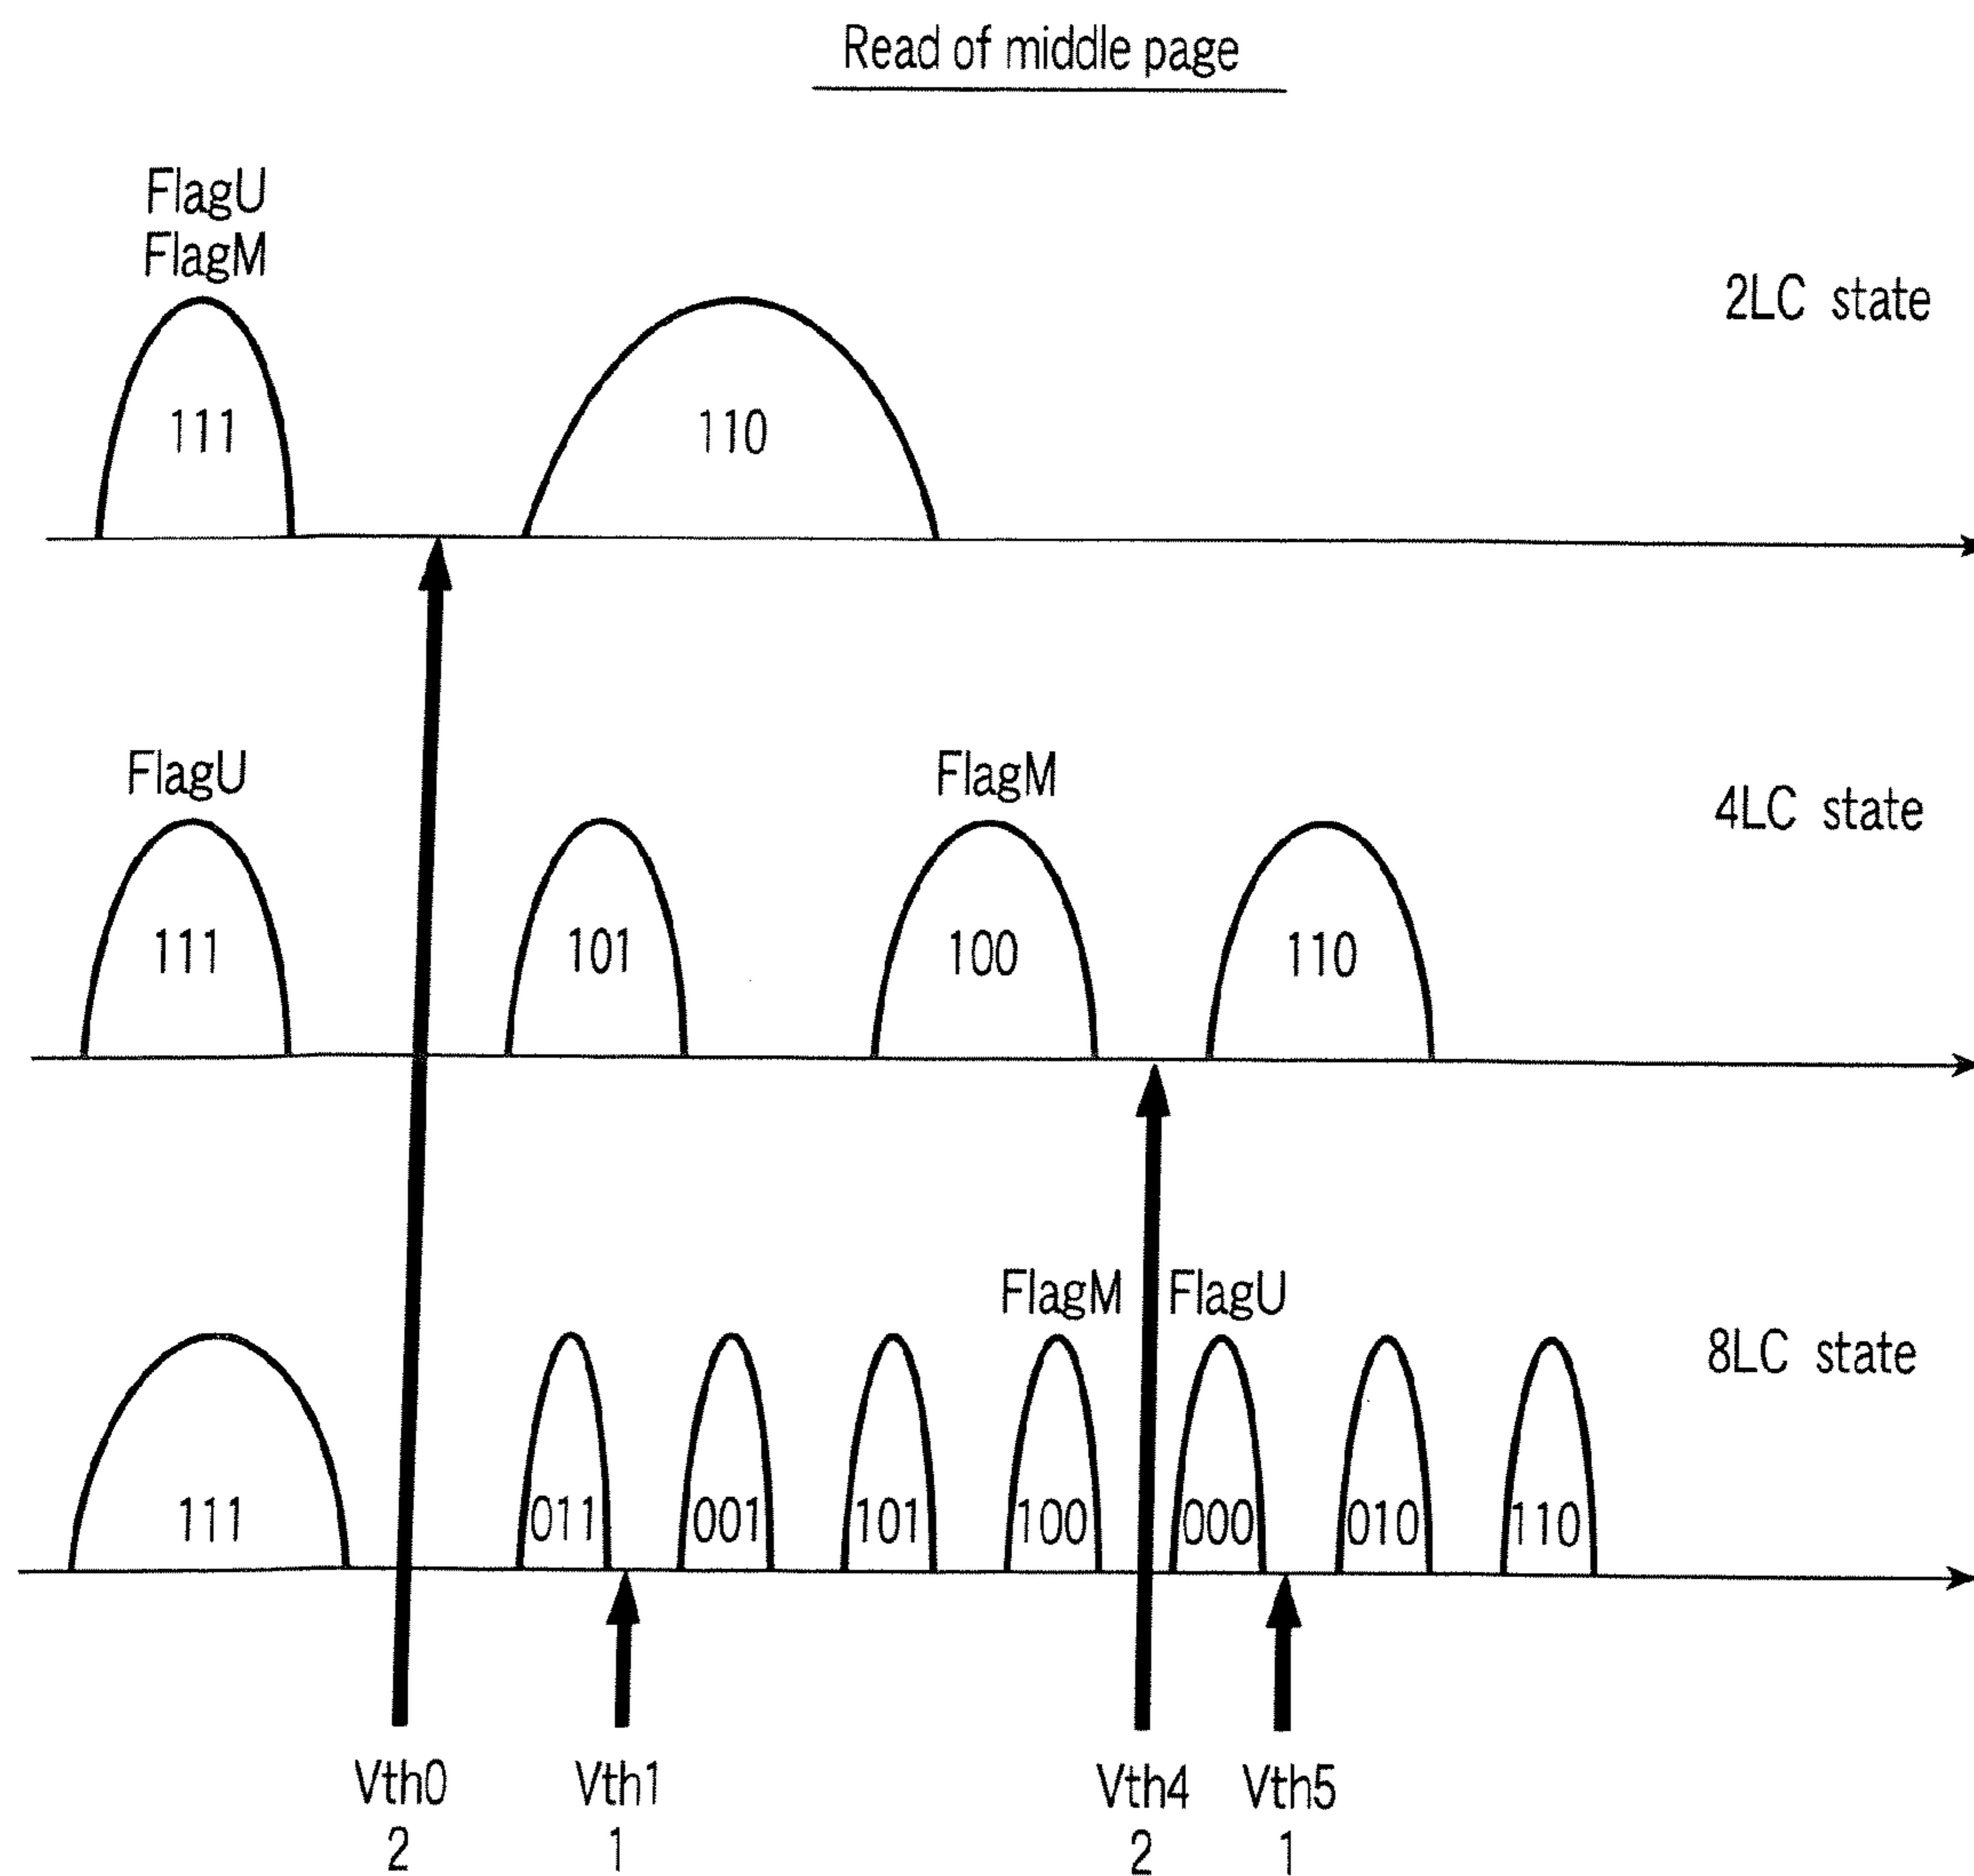 Read of middle page
FlagU
FlagM
2LC state
111
110
FlagU
FlagM
4LC state
111
101
100
110
FlagM
FlagU
8LC state
111
011
001
101
100
000
010
110
Vth0
Vth1
Vth4
Vth5
2
1
2
1